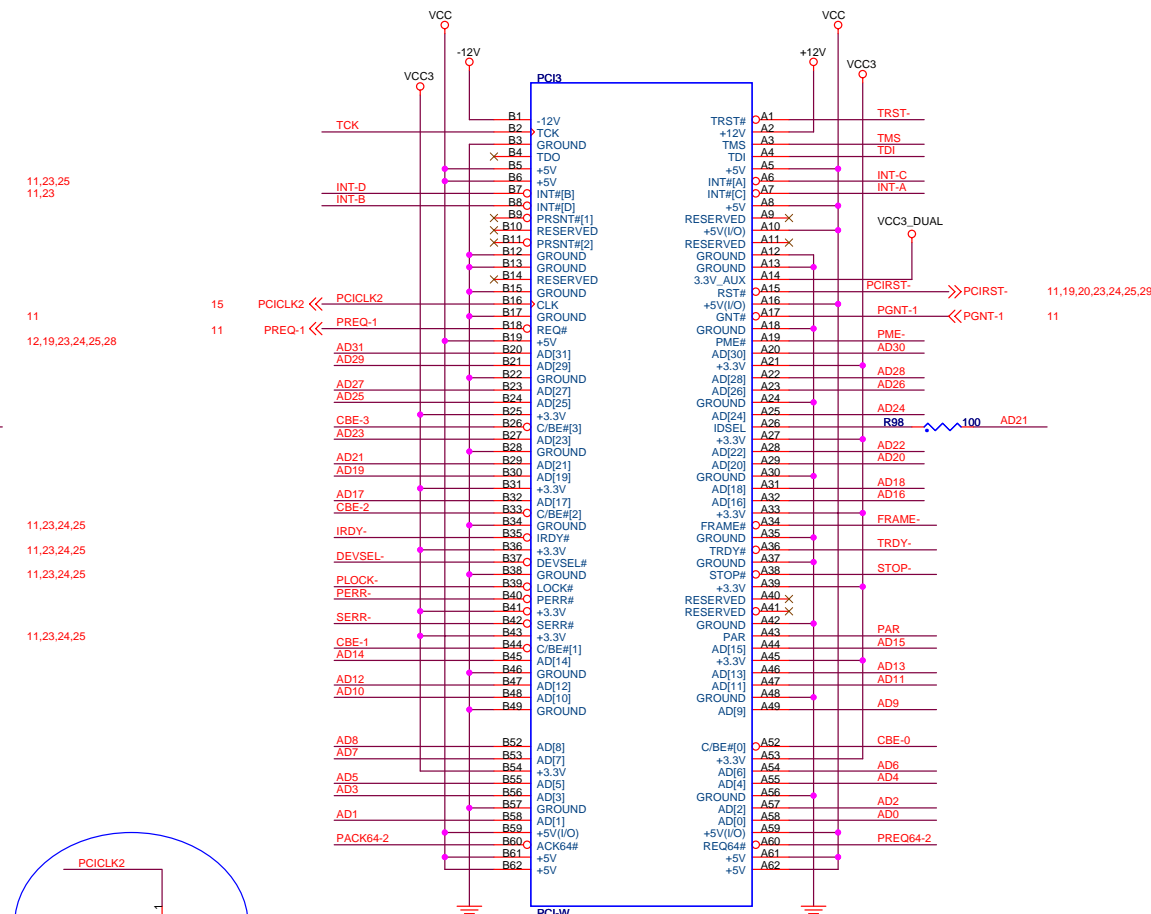 VCC VCC
-12V +12V
VCC3 VCC3
PCI3
B1 -12V TRST# A1 TRST-
TCK B2 TCK +12V A2
B3 GROUND TMS A3 TMS
B4 TDO TDI A4 TDI
B5 +5V +5V A5
11,23,25 B6 +5V INT#[A] A6 INT-C
11,23 INT-D B7 INT#[B] INT#[C] A7 INT-A
INT-B B8 INT#[D] +5V A8
B9 PRSNT#[1] RESERVED A9 VCC3_DUAL
B10 RESERVED +5V(I/O) A10
B11 PRSNT#[2] RESERVED A11
B12 GROUND GROUND A12
B13 GROUND GROUND A13
B14 RESERVED 3.3V_AUX A14
B15 GROUND RST# A15 PCIRST- PCIRST- 11,19,20,23,24,25,29
15 PCICLK2 PCICLK2 B16 CLK +5V(I/O) A16
11 B17 GROUND GNT# A17 PGNT-1 PGNT-1 11
11 PREQ-1 PREQ-1 B18 REQ# GROUND A18
12,19,23,24,25,28 B19 +5V PME# A19 PME-
AD31 B20 AD[31] AD[30] A20 AD30
AD29 B21 AD[29] +3.3V A21
B22 GROUND AD[28] A22 AD28
AD27 B23 AD[27] AD[26] A23 AD26
AD25 B24 AD[25] GROUND A24
B25 +3.3V AD[24] A25 AD24
CBE-3 B26 C/BE#[3] IDSEL A26 R98 100 AD21
AD23 B27 AD[23] +3.3V A27
B28 GROUND AD[22] A28 AD22
AD21 B29 AD[21] AD[20] A29 AD20
AD19 B30 AD[19] GROUND A30
B31 +3.3V AD[18] A31 AD18
AD17 B32 AD[17] AD[16] A32 AD16
CBE-2 B33 C/BE#[2] +3.3V A33
11,23,24,25 B34 GROUND FRAME# A34 FRAME-
IRDY- B35 IRDY# GROUND A35
11,23,24,25 B36 +3.3V TRDY# A36 TRDY-
DEVSEL- B37 DEVSEL# GROUND A37
11,23,24,25 B38 GROUND STOP# A38 STOP-
PLOCK- B39 LOCK# +3.3V A39
PERR- B40 PERR# RESERVED A40
B41 +3.3V RESERVED A41
SERR- B42 SERR# GROUND A42
11,23,24,25 B43 +3.3V PAR A43 PAR
CBE-1 B44 C/BE#[1] AD[15] A44 AD15
AD14 B45 AD[14] +3.3V A45
B46 GROUND AD[13] A46 AD13
AD12 B47 AD[12] AD[11] A47 AD11
AD10 B48 AD[10] GROUND A48
B49 GROUND AD[9] A49 AD9
AD8 B52 AD[8] C/BE#[0] A52 CBE-0
AD7 B53 AD[7] +3.3V A53
B54 +3.3V AD[6] A54 AD6
AD5 B55 AD[5] AD[4] A55 AD4
AD3 B56 AD[3] GROUND A56
B57 GROUND AD[2] A57 AD2
AD1 B58 AD[1] AD[0] A58 AD0
B59 +5V(I/O) +5V(I/O) A59
PACK64-2 B60 ACK64# REQ64# A60 PREQ64-2
B61 +5V +5V A61
B62 +5V +5V A62
PCICLK2
1
PCI-W